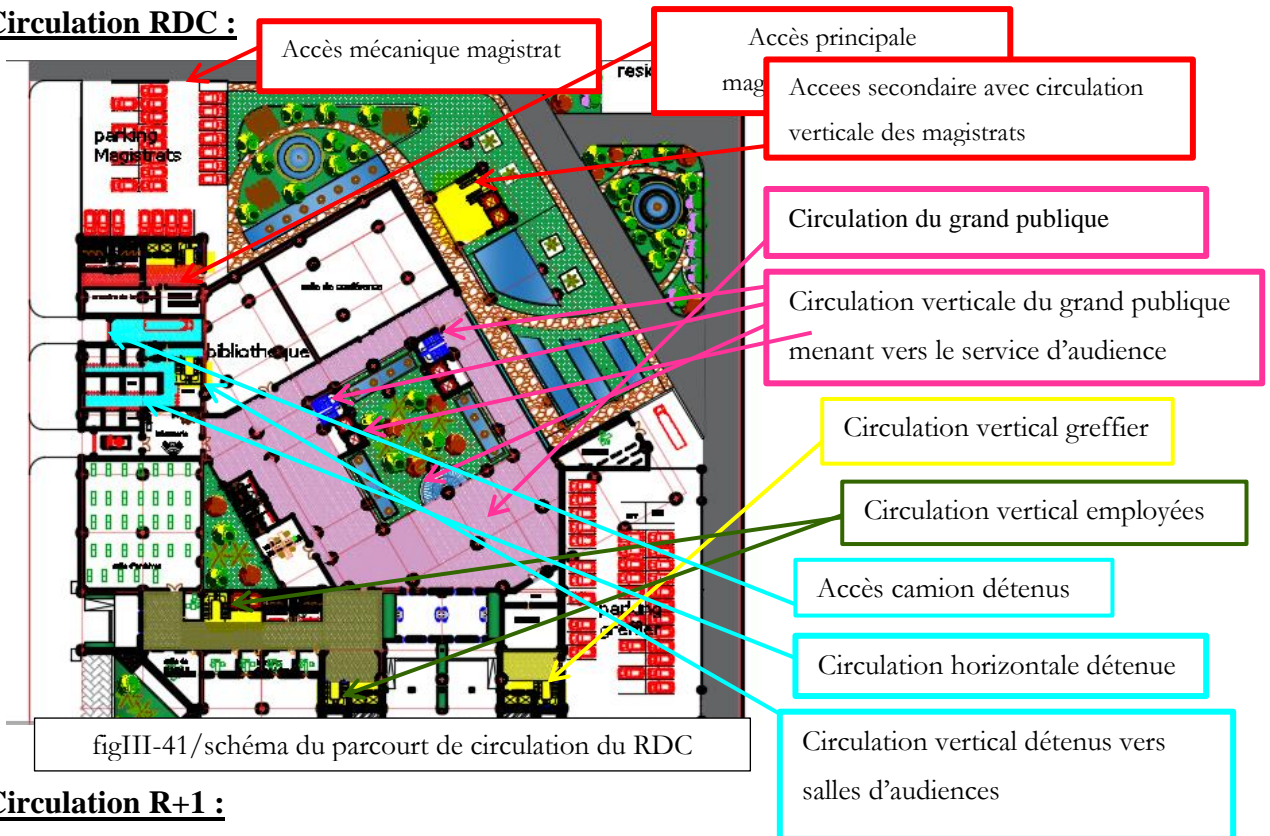 Circulation RDC :
Accès mécanique magistrat
Accès principale
mag
Accees secondaire avec circulation
verticale des magistrats
Circulation du grand publique
Circulation verticale du grand publique
menant vers le service d'audience
Circulation vertical greffier
Circulation vertical employées
Accès camion détenus
Circulation horizontale détenue
Circulation vertical détenus vers
salles d'audiences
parking
Magistrats
bibliotheque
salle de conférence
parking
greffier
figIII-41/schéma du parcourt de circulation du RDC
Circulation R+1 :